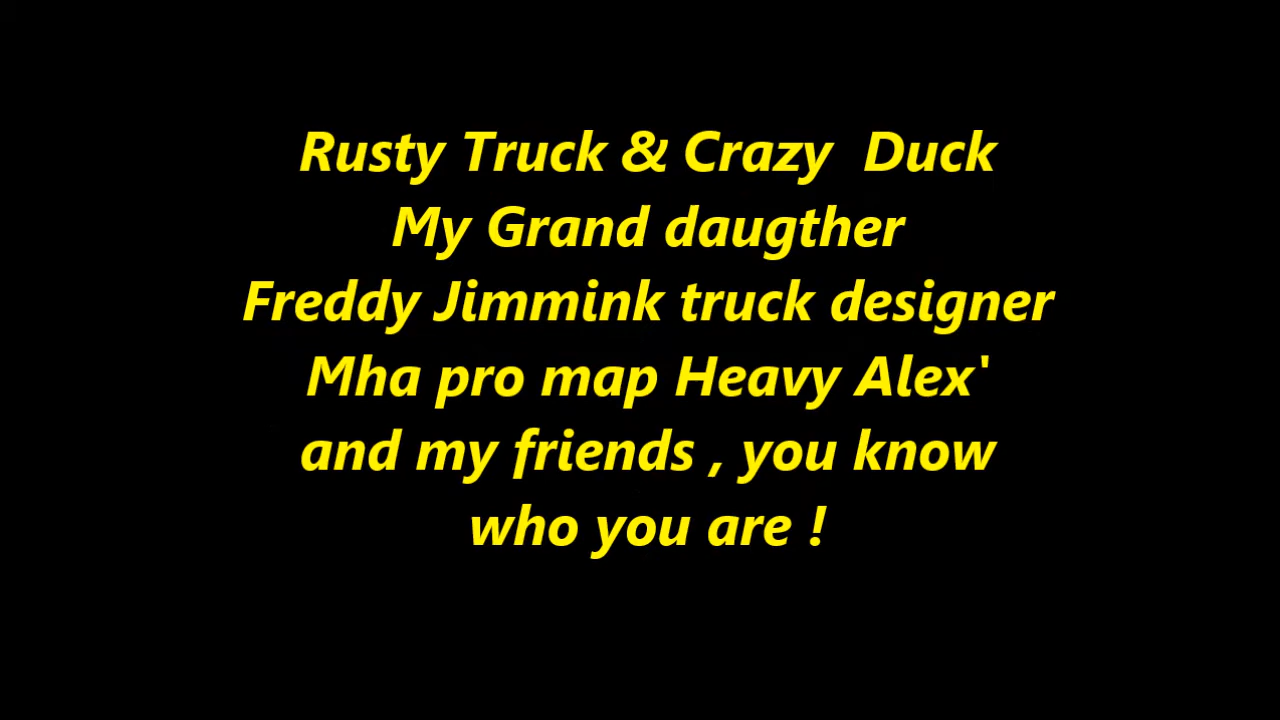 Rusty Truck & Crazy  Duck
My Grand daugther
Freddy Jimmink truck designer
Mha pro map Heavy Alex'
and my friends , you know
who you are !